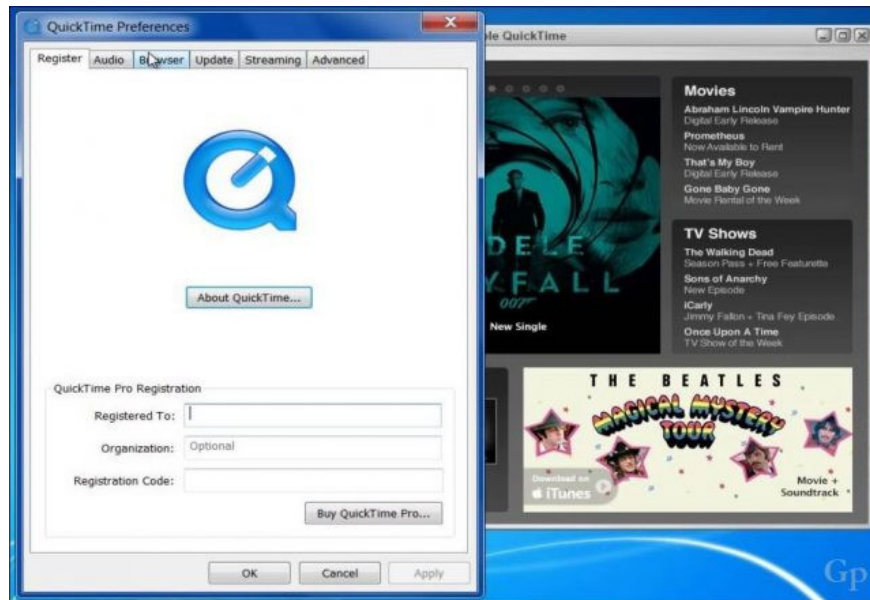 QuickTime Preferences
Register Audio Browser Update Streaming Advanced
About QuickTime...
QuickTime Pro Registration
Registered To:
Organization: Optional
Registration Code:
Buy QuickTime Pro...
OK Cancel Apply
ple QuickTime
Movies
Abraham Lincoln Vampire Hunter
Digital Early Release
Prometheus
Now Available to Rent
That's My Boy
Digital Early Release
Gone Baby Gone
Movie Rental of the Week
TV Shows
The Walking Dead
Season Pass + Free Featurette
Sons of Anarchy
New Episode
iCarly
Jimmy Fallon + Tina Fey Episode
Once Upon A Time
TV Show of the Week
DELE
YFALL
007
New Single
THE BEATLES
MAGICAL MYSTERY
TOUR
Download on
iTunes
Movie +
Soundtrack
Gp